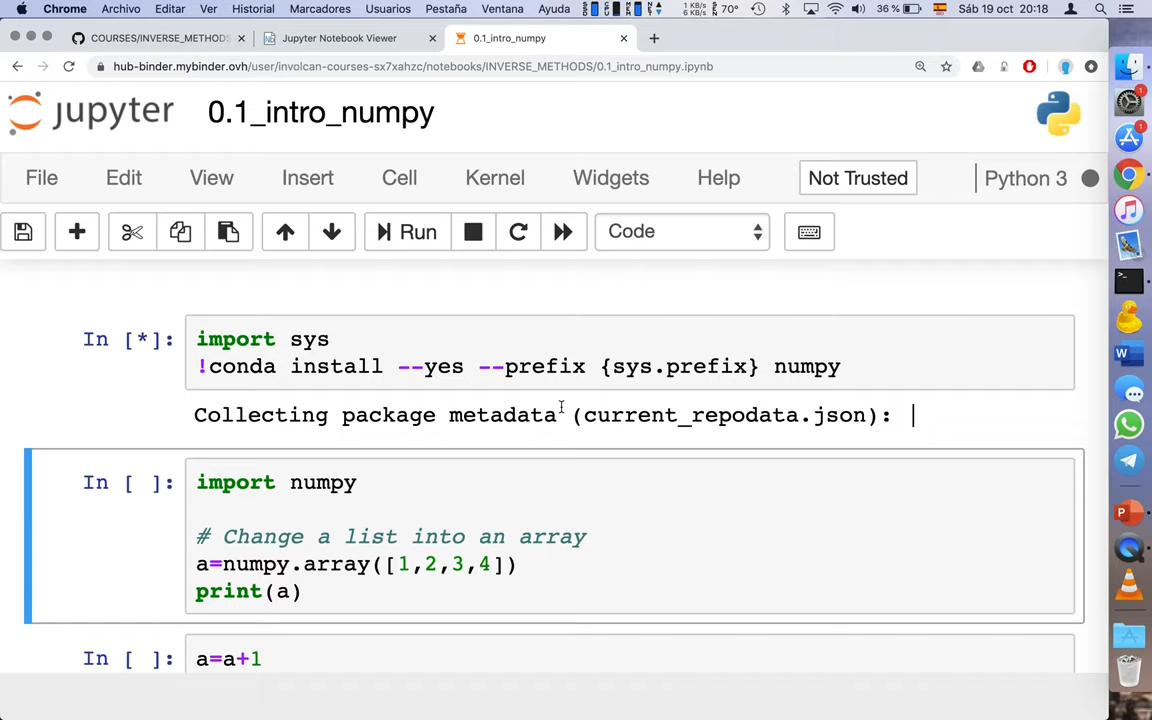 Chrome Archivo Editar Ver Historial Marcadores Usuarios Pestaña Ventana Ayuda 1 KB/s 6 KB/s 70° 36 % Sáb 19 oct 20:18
COURSES/INVERSE_METHODS Jupyter Notebook Viewer 0.1_intro_numpy
hub-binder.mybinder.ovh/user/involcan-courses-sx7xahzc/notebooks/INVERSE_METHODS/0.1_intro_numpy.ipynb
jupyter 0.1_intro_numpy
File Edit View Insert Cell Kernel Widgets Help Not Trusted Python 3
Run Code
In [*]: import sys
!conda install --yes --prefix {sys.prefix} numpy
Collecting package metadata (current_repodata.json): |
In [ ]: import numpy
# Change a list into an array
a=numpy.array([1,2,3,4])
print(a)
In [ ]: a=a+1